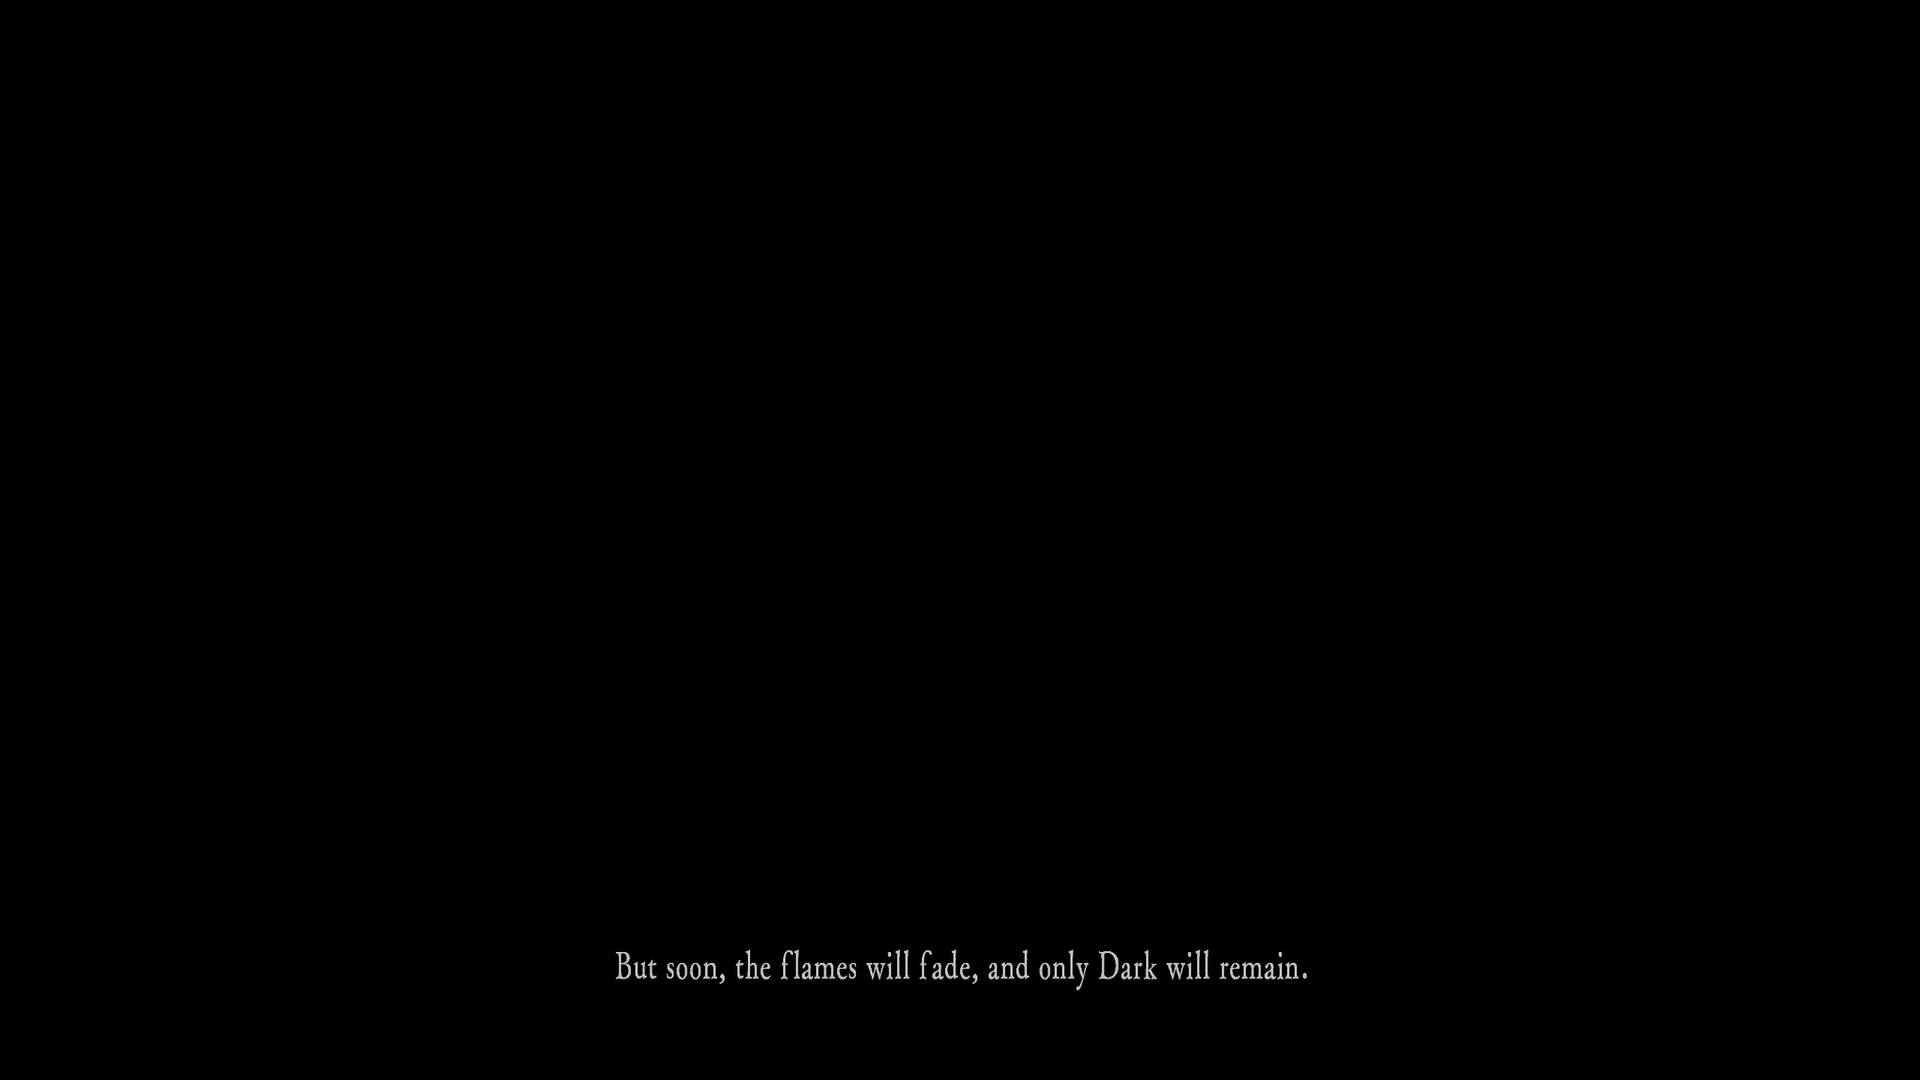 But soon, the flames will fade, and only Dark will remain.